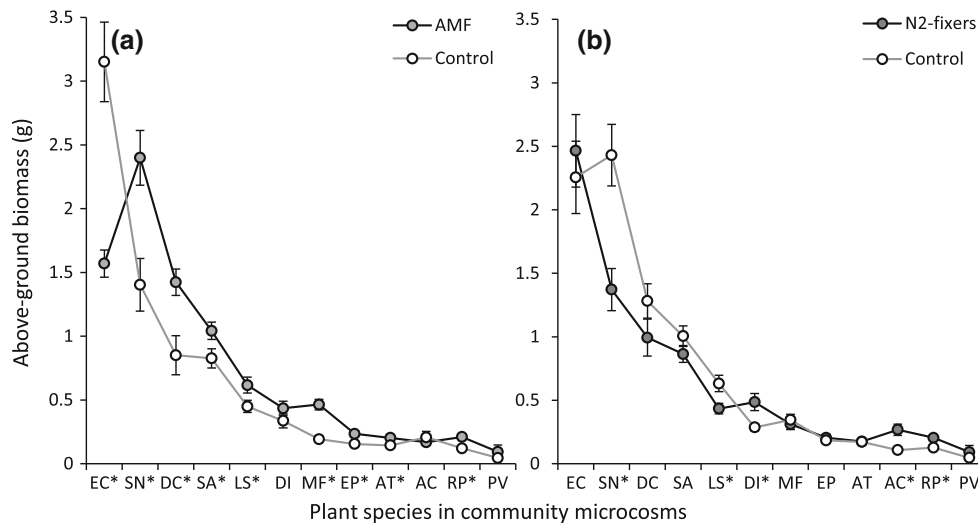 (a)
AMF
Control
3.5
3
2.5
2
1.5
1
0.5
0
Above-ground biomass (g)
EC* SN* DC* SA* LS* DI MF* EP* AT* AC RP* PV
(b)
N2-fixers
Control
3.5
3
2.5
2
1.5
1
0.5
0
EC SN* DC SA LS* DI* MF EP AT AC* RP* PV
Plant species in community microcosms